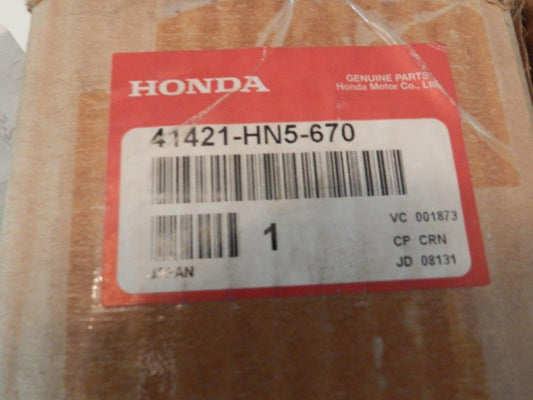 HONDA
GENUINE PARTS
Honda Motor Co., Ltd.
41421-HN5-670
1
VC 001873
CP CRN
JD 08131
JAPAN